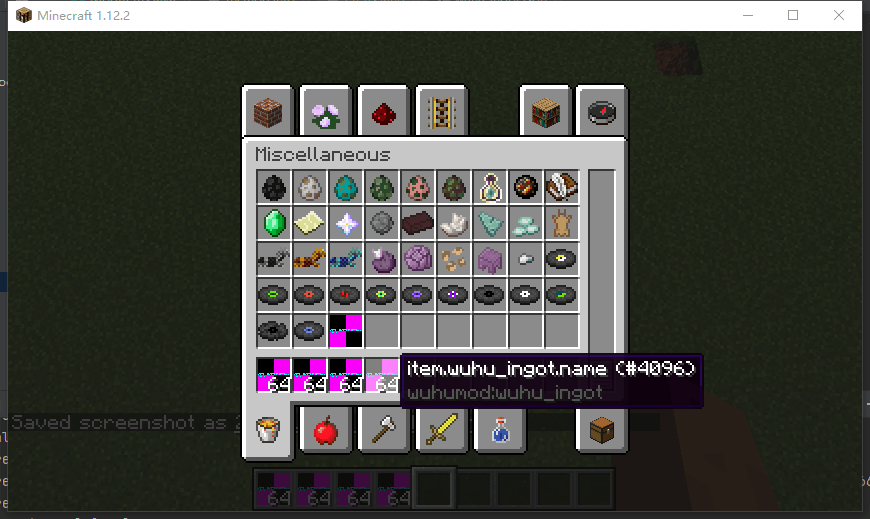 Minecraft 1.12.2
Miscellaneous
64 64 64 64
item.wuhu_ingot.name (#4096)
wuhumod:wuhu_ingot
Saved screenshot as
64 64 64 64